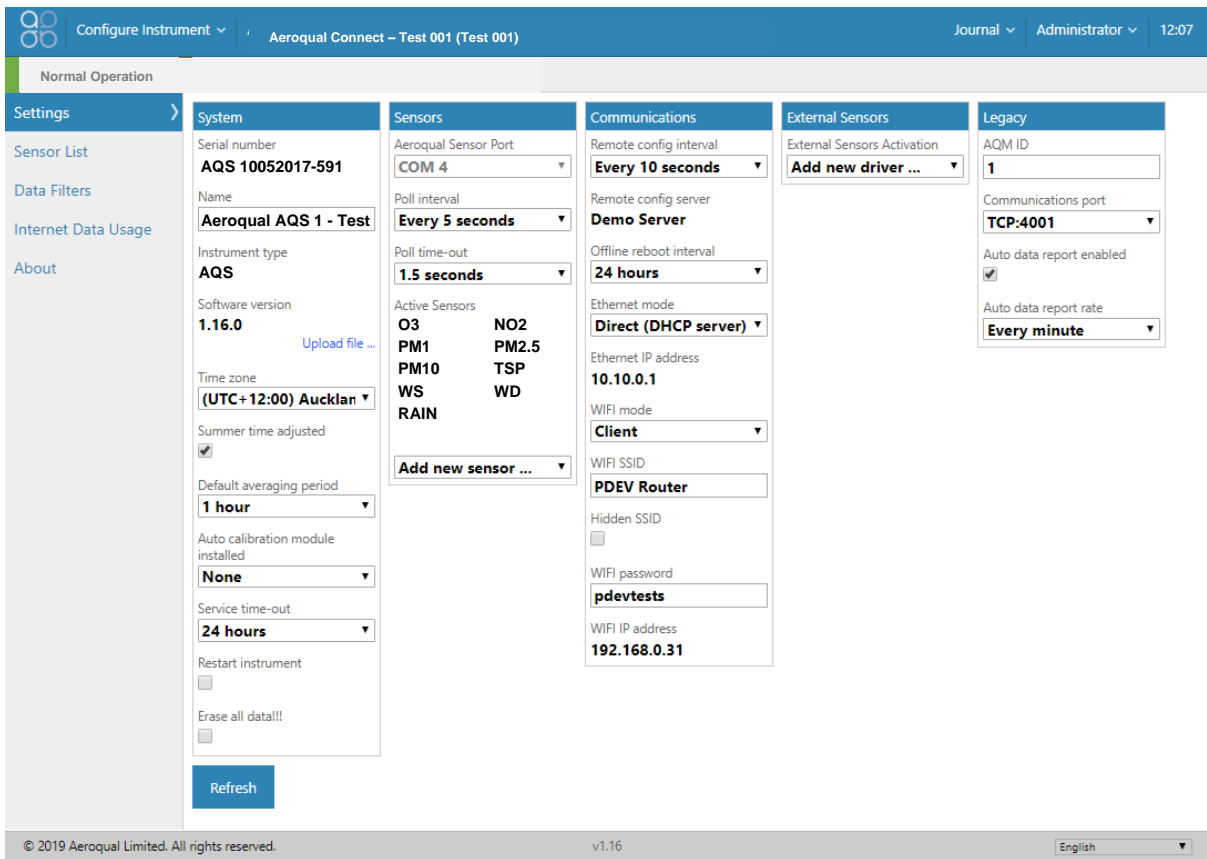 Configure Instrument
Aeroqual Connect – Test 001 (Test 001)
Journal
Administrator
12:07
Normal Operation
Settings
Sensor List
Data Filters
Internet Data Usage
About
System
Serial number
AQS 10052017-591
Name
Aeroqual AQS 1 - Test
Instrument type
AQS
Software version
1.16.0
Upload file ...
Time zone
(UTC+12:00) Aucklan
Summer time adjusted
Default averaging period
1 hour
Auto calibration module
installed
None
Service time-out
24 hours
Restart instrument
Erase all data!!!
Refresh
Sensors
Aeroqual Sensor Port
COM 4
Poll interval
Every 5 seconds
Poll time-out
1.5 seconds
Active Sensors
O3 NO2
PM1 PM2.5
PM10 TSP
WS WD
RAIN
Add new sensor ...
Communications
Remote config interval
Every 10 seconds
Remote config server
Demo Server
Offline reboot interval
24 hours
Ethernet mode
Direct (DHCP server)
Ethernet IP address
10.10.0.1
WIFI mode
Client
WIFI SSID
PDEV Router
Hidden SSID
WIFI password
pdevtests
WIFI IP address
192.168.0.31
External Sensors
External Sensors Activation
Add new driver ...
Legacy
AQM ID
1
Communications port
TCP:4001
Auto data report enabled
Auto data report rate
Every minute
© 2019 Aeroqual Limited. All rights reserved.
v1.16
English